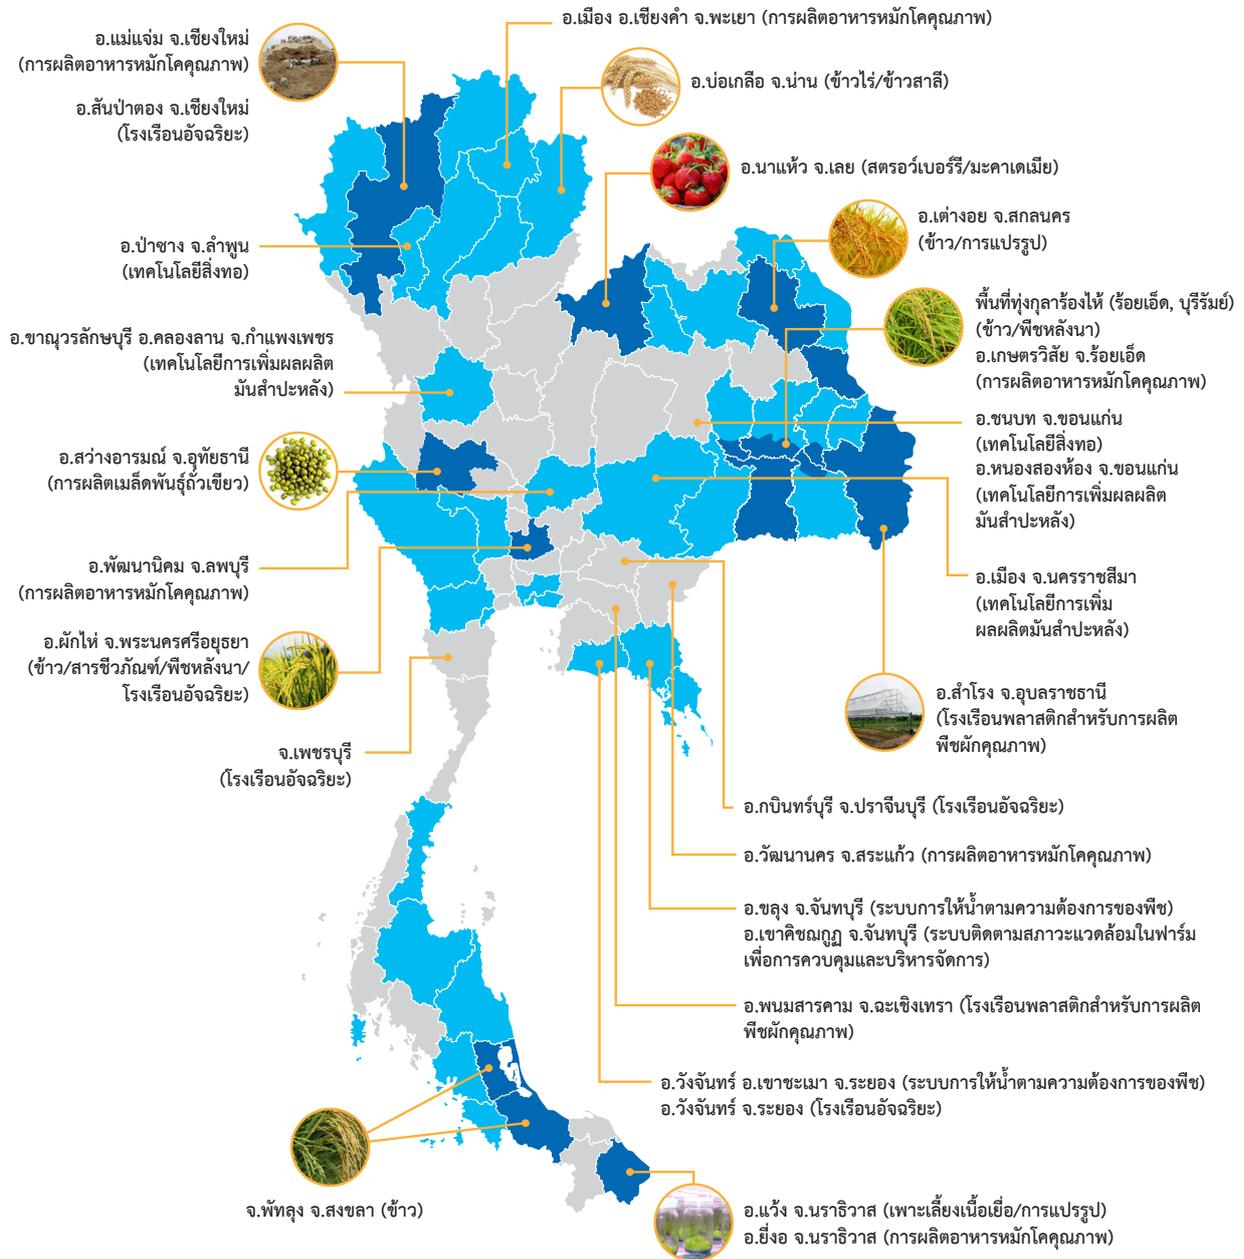 อ.เมือง อ.เชียงคำ จ.พะเยา (การผลิตอาหารหมักโคคุณภาพ)
อ.แม่แจ่ม จ.เชียงใหม่
(การผลิตอาหารหมักโคคุณภาพ)
อ.สันป่าตอง จ.เชียงใหม่
(โรงเรือนอัจฉริยะ)
อ.บ่อเกลือ จ.น่าน (ข้าวไร่/ข้าวสาลี)
อ.นาแห้ว จ.เลย (สตรอว์เบอร์รี/มะคาเดเมีย)
อ.เต่างอย จ.สกลนคร
(ข้าว/การแปรรูป)
อ.ป่าซาง จ.ลำพูน
(เทคโนโลยีสิ่งทอ)
พื้นที่ทุ่งกุลาร้องไห้ (ร้อยเอ็ด, บุรีรัมย์)
(ข้าว/พืชหลังนา)
อ.เกษตรวิสัย จ.ร้อยเอ็ด
(การผลิตอาหารหมักโคคุณภาพ)
อ.ขาณุวรลักษบุรี อ.คลองลาน จ.กำแพงเพชร
(เทคโนโลยีการเพิ่มผลผลิต
มันสำปะหลัง)
อ.ชนบท จ.ขอนแก่น
(เทคโนโลยีสิ่งทอ)
อ.หนองสองห้อง จ.ขอนแก่น
(เทคโนโลยีการเพิ่มผลผลิต
มันสำปะหลัง)
อ.สว่างอารมณ์ จ.อุทัยธานี
(การผลิตเมล็ดพันธุ์ถั่วเขียว)
อ.พัฒนานิคม จ.ลพบุรี
(การผลิตอาหารหมักโคคุณภาพ)
อ.เมือง จ.นครราชสีมา
(เทคโนโลยีการเพิ่ม
ผลผลิตมันสำปะหลัง)
อ.ผักไห่ จ.พระนครศรีอยุธยา
(ข้าว/สารชีวภัณฑ์/พืชหลังนา/
โรงเรือนอัจฉริยะ)
อ.สำโรง จ.อุบลราชธานี
(โรงเรือนพลาสติกสำหรับการผลิต
พืชผักคุณภาพ)
จ.เพชรบุรี
(โรงเรือนอัจฉริยะ)
อ.กบินทร์บุรี จ.ปราจีนบุรี (โรงเรือนอัจฉริยะ)
อ.วัฒนานคร จ.สระแก้ว (การผลิตอาหารหมักโคคุณภาพ)
อ.ขลุง จ.จันทบุรี (ระบบการให้น้ำตามความต้องการของพืช)
อ.เขาคิชฌกูฏ จ.จันทบุรี (ระบบติดตามสภาวะแวดล้อมในฟาร์ม
เพื่อการควบคุมและบริหารจัดการ)
อ.พนมสารคาม จ.ฉะเชิงเทรา (โรงเรือนพลาสติกสำหรับการผลิต
พืชผักคุณภาพ)
อ.วังจันทร์ อ.เขาชะเมา จ.ระยอง (ระบบการให้น้ำตามความต้องการของพืช)
อ.วังจันทร์ จ.ระยอง (โรงเรือนอัจฉริยะ)
จ.พัทลุง จ.สงขลา (ข้าว)
อ.แว้ง จ.นราธิวาส (เพาะเลี้ยงเนื้อเยื่อ/การแปรรูป)
อ.ยี่งอ จ.นราธิวาส (การผลิตอาหารหมักโคคุณภาพ)